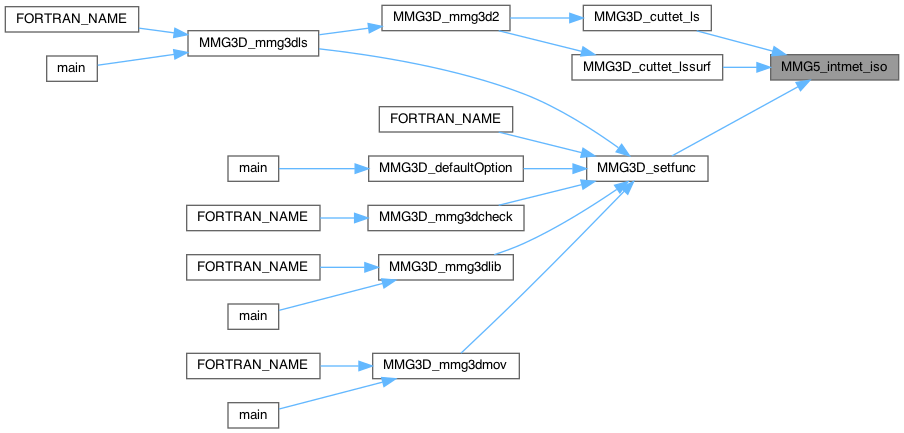 FORTRAN_NAME
MMG3D_mmg3d2
MMG3D_cuttet_ls
MMG3D_mmg3dls
main
MMG3D_cuttet_lssurf
MMG5_intmet_iso
FORTRAN_NAME
main
MMG3D_defaultOption
MMG3D_setfunc
FORTRAN_NAME
MMG3D_mmg3dcheck
FORTRAN_NAME
MMG3D_mmg3dlib
main
FORTRAN_NAME
MMG3D_mmg3dmov
main